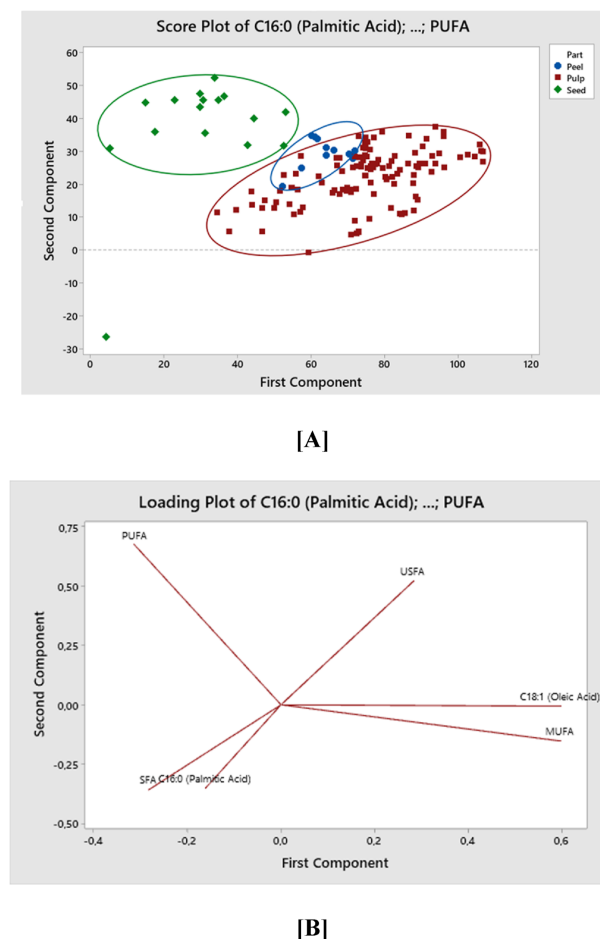 Score Plot of C16:0 (Palmitic Acid); ...; PUFA
60
50
40
30
20
10
0
-10
-20
-30
Second Component
0 20 40 60 80 100 120
First Component
Part
Peel
Pulp
Seed
[A]
Loading Plot of C16:0 (Palmitic Acid); ...; PUFA
0,75
0,50
0,25
0,00
-0,25
-0,50
Second Component
PUFA
USFA
C18:1 (Oleic Acid)
MUFA
SFA C16:0 (Palmitic Acid)
-0,4 -0,2 0,0 0,2 0,4 0,6
First Component
[B]